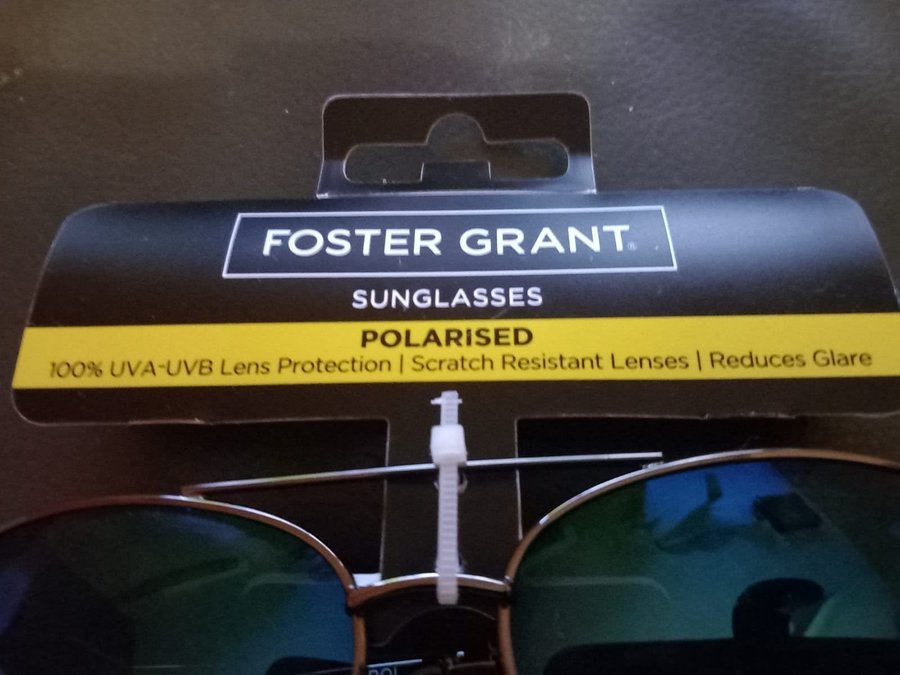 FOSTER GRANT®
SUNGLASSES
POLARiSED
100% UVA-UVB Lens Protection | Scratch Resistant Lenses | Reduces Glare